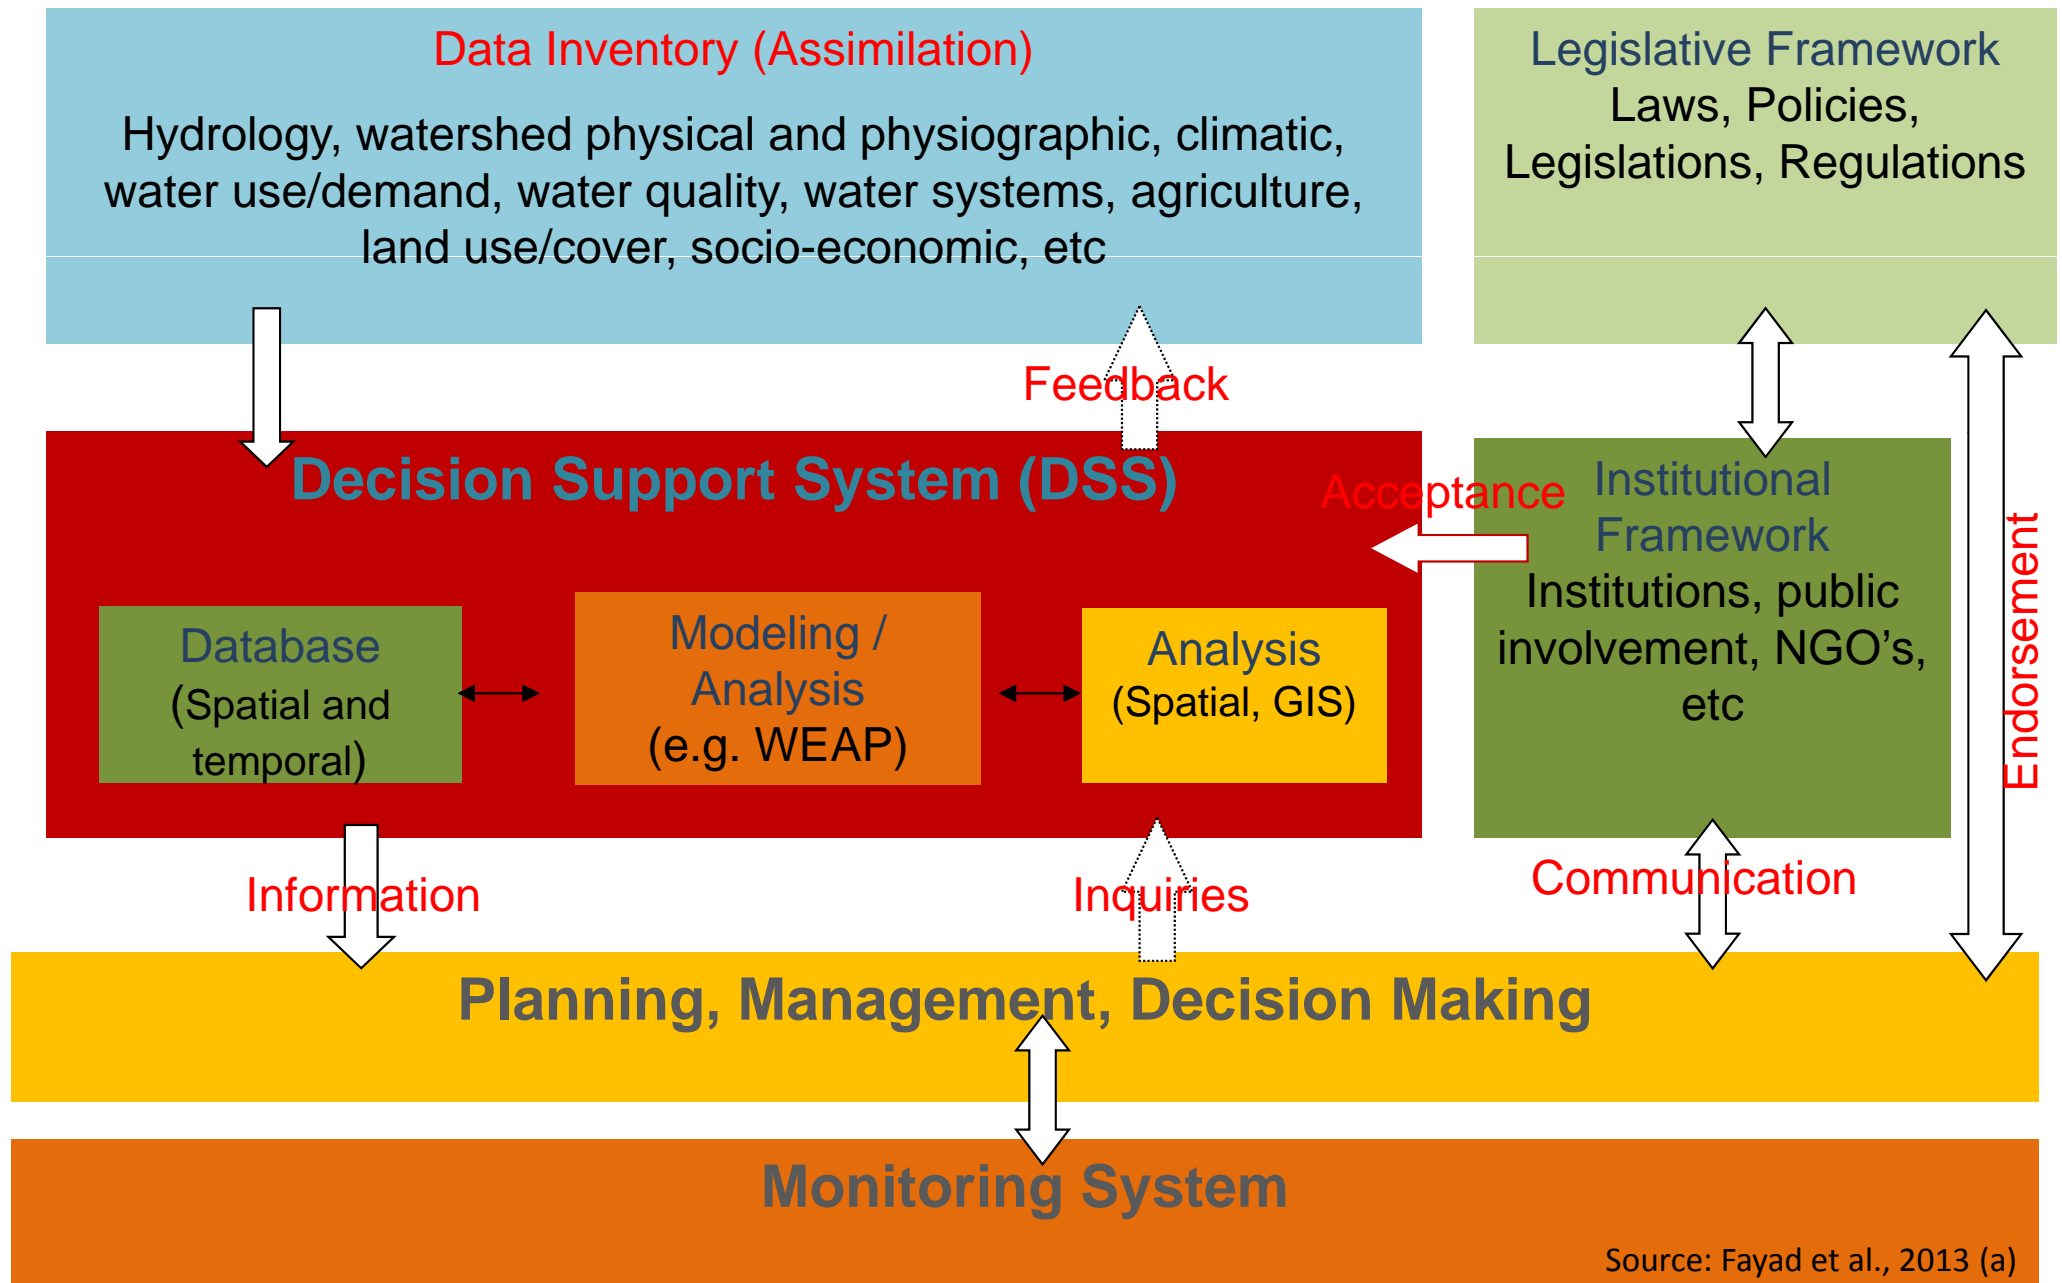 Data Inventory (Assimilation)
Hydrology, watershed physical and physiographic, climatic,
water use/demand, water quality, water systems, agriculture,
land use/cover, socio-economic, etc
Legislative Framework
Laws, Policies,
Legislations, Regulations
Feedback
Decision Support System (DSS)
Acceptance
Institutional
Framework
Institutions, public
involvement, NGO’s,
etc
Endorsement
Database
(Spatial and
temporal)
Modeling /
Analysis
(e.g. WEAP)
Analysis
(Spatial, GIS)
Information
Inquiries
Communication
Planning, Management, Decision Making
Monitoring System
Source: Fayad et al., 2013 (a)